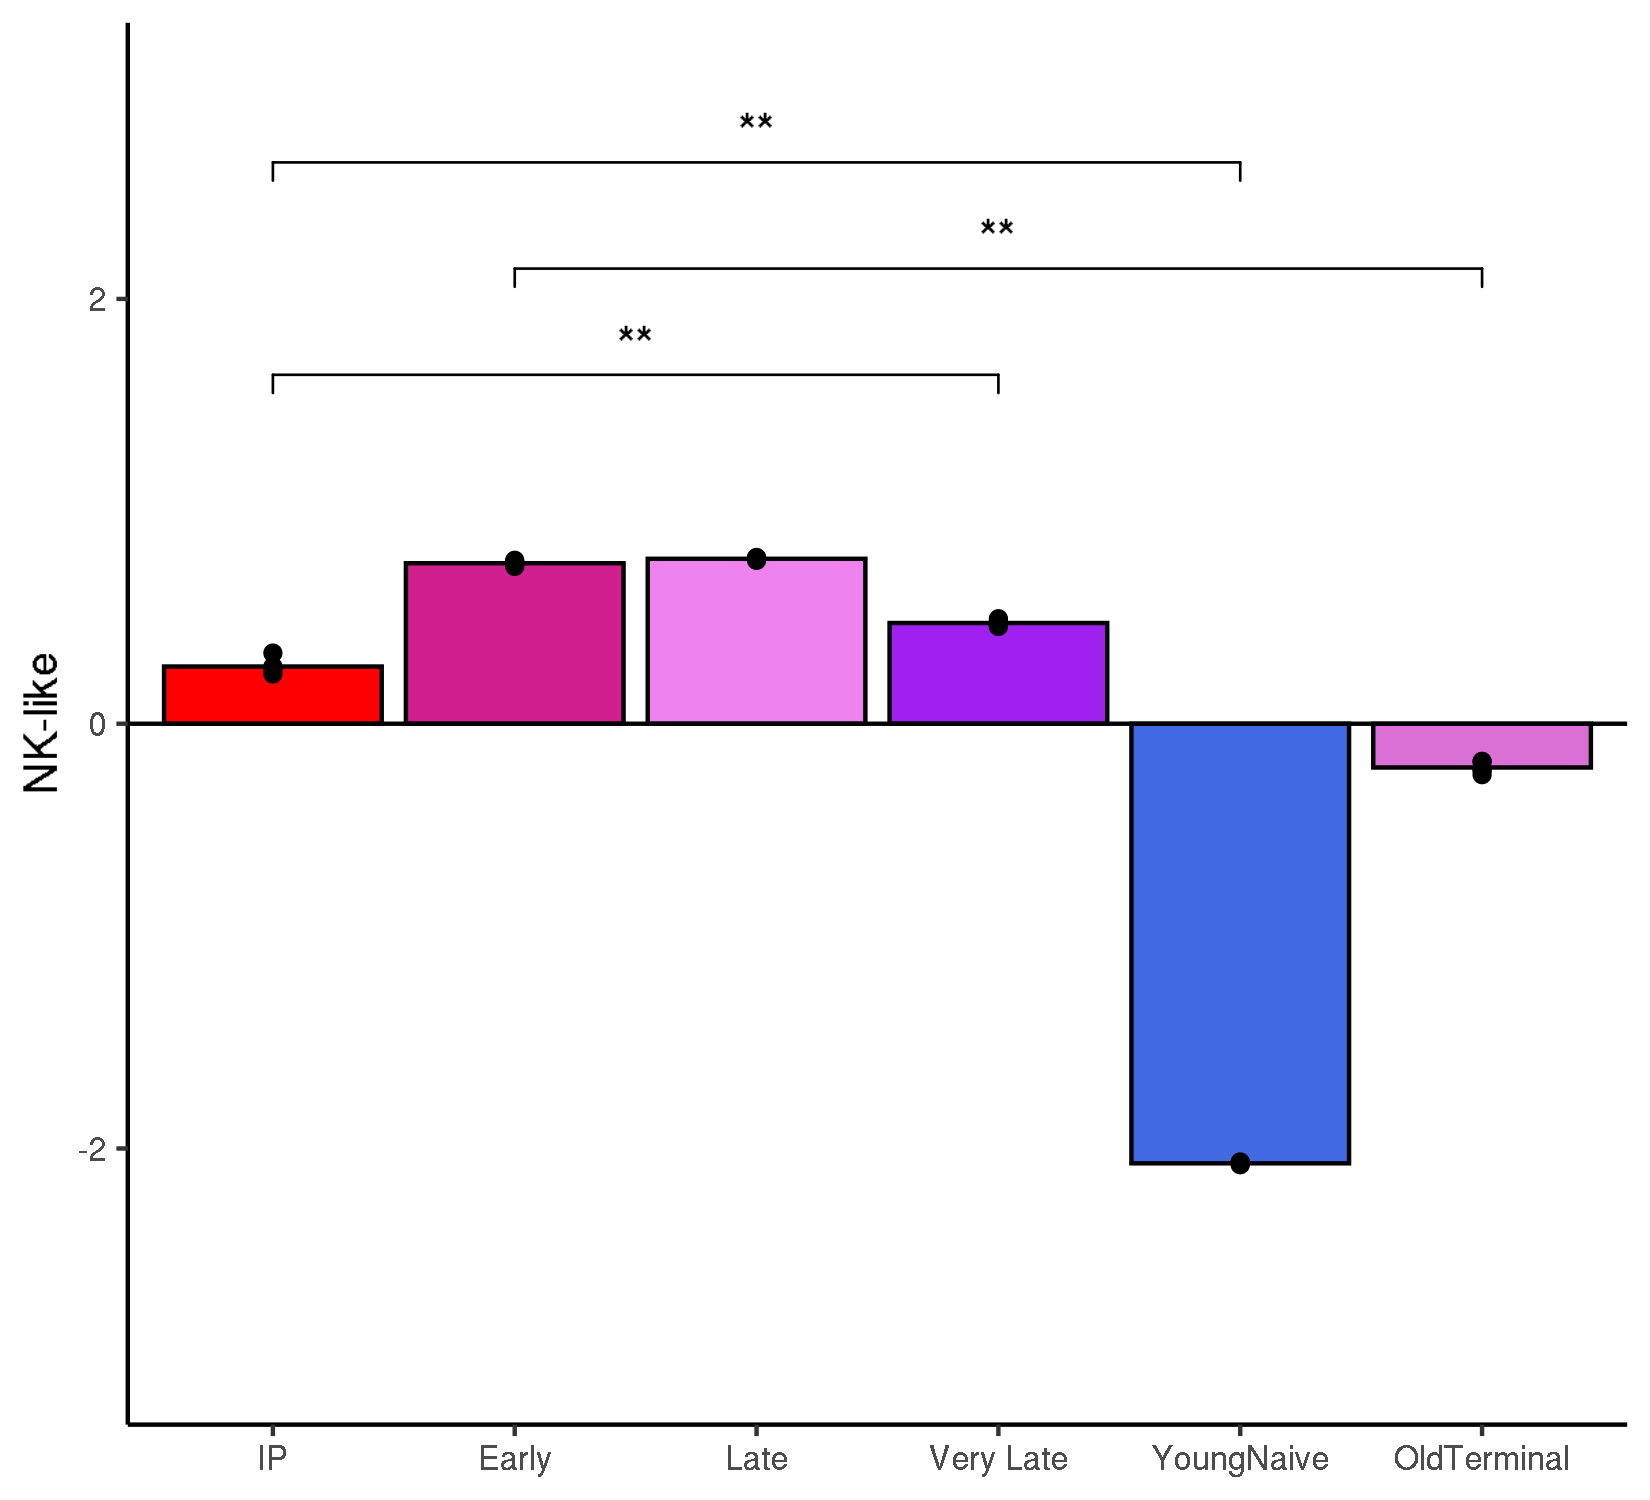 **
**
**
2
0
-2
NK-like
IP
Early
Late
Very Late
YoungNaive
OldTerminal